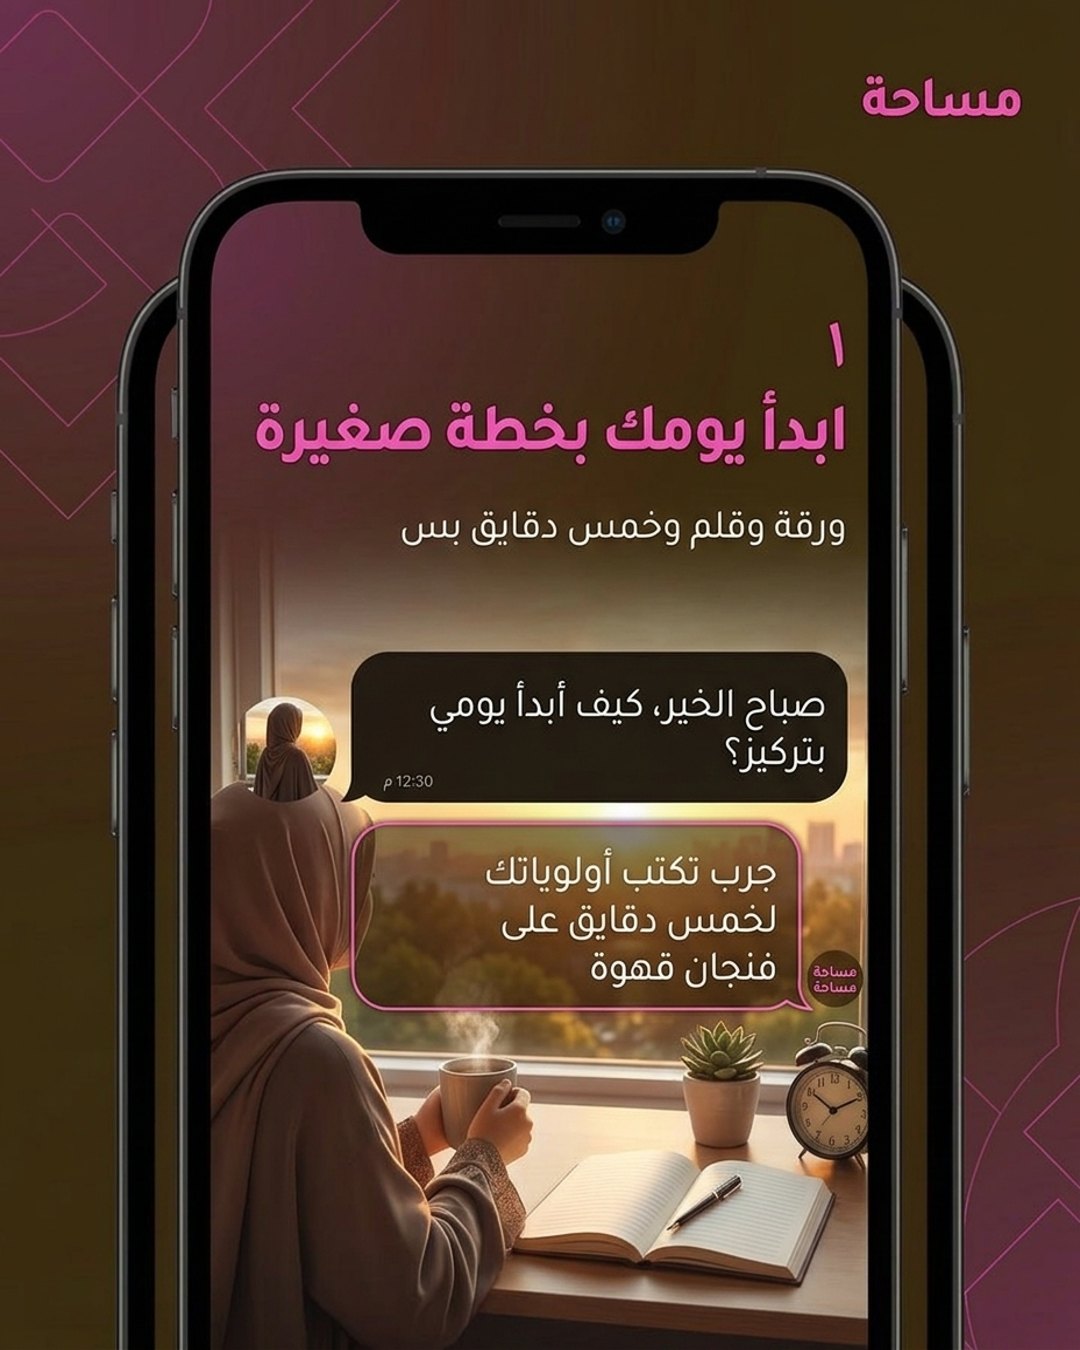 مساحة
١
ابدأ يومك بخطة صغيرة
ورقة وقلم وخمس دقايق بس
صباح الخير، كيف أبدأ يومي
بتركيز؟
12:30 م
جرب تكتب أولوياتك
لخمس دقايق على
فنجان قهوة
مساحة
مساحة